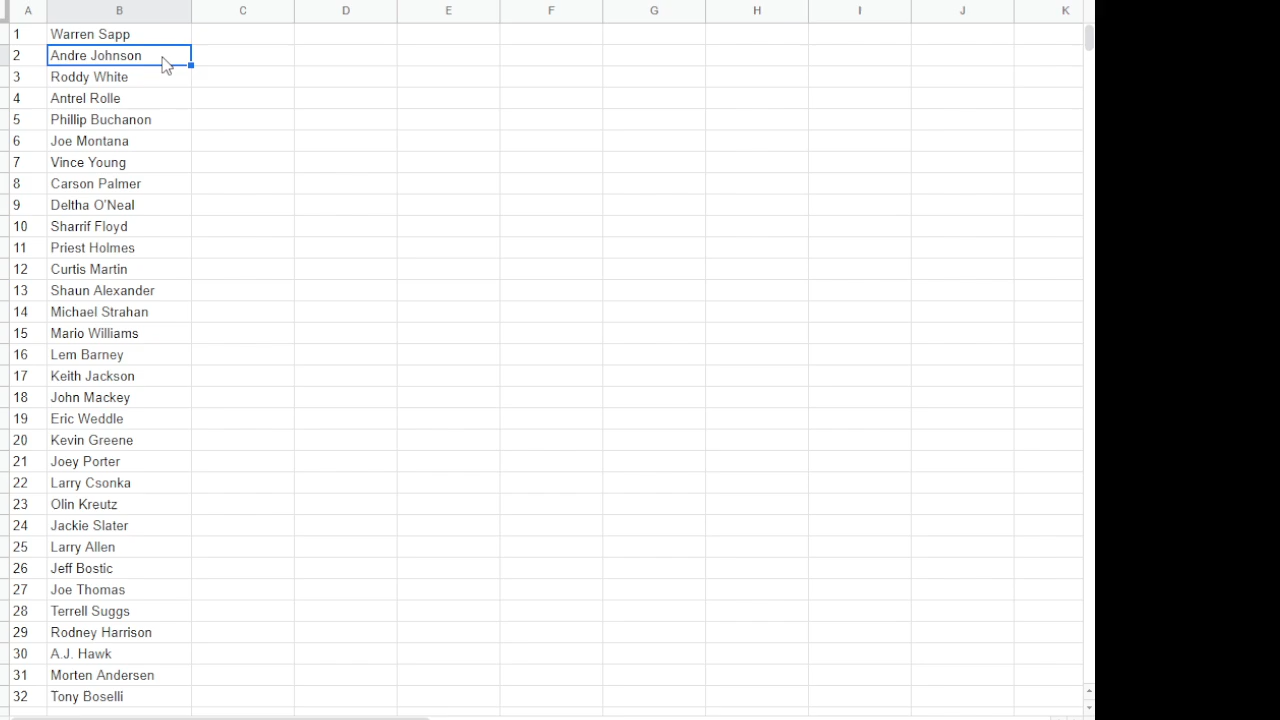 A B C D E F G H I J K
1 Warren Sapp
2 Andre Johnson
3 Roddy White
4 Antrel Rolle
5 Phillip Buchanon
6 Joe Montana
7 Vince Young
8 Carson Palmer
9 Deltha O'Neal
10 Sharrif Floyd
11 Priest Holmes
12 Curtis Martin
13 Shaun Alexander
14 Michael Strahan
15 Mario Williams
16 Lem Barney
17 Keith Jackson
18 John Mackey
19 Eric Weddle
20 Kevin Greene
21 Joey Porter
22 Larry Csonka
23 Olin Kreutz
24 Jackie Slater
25 Larry Allen
26 Jeff Bostic
27 Joe Thomas
28 Terrell Suggs
29 Rodney Harrison
30 A.J. Hawk
31 Morten Andersen
32 Tony Boselli